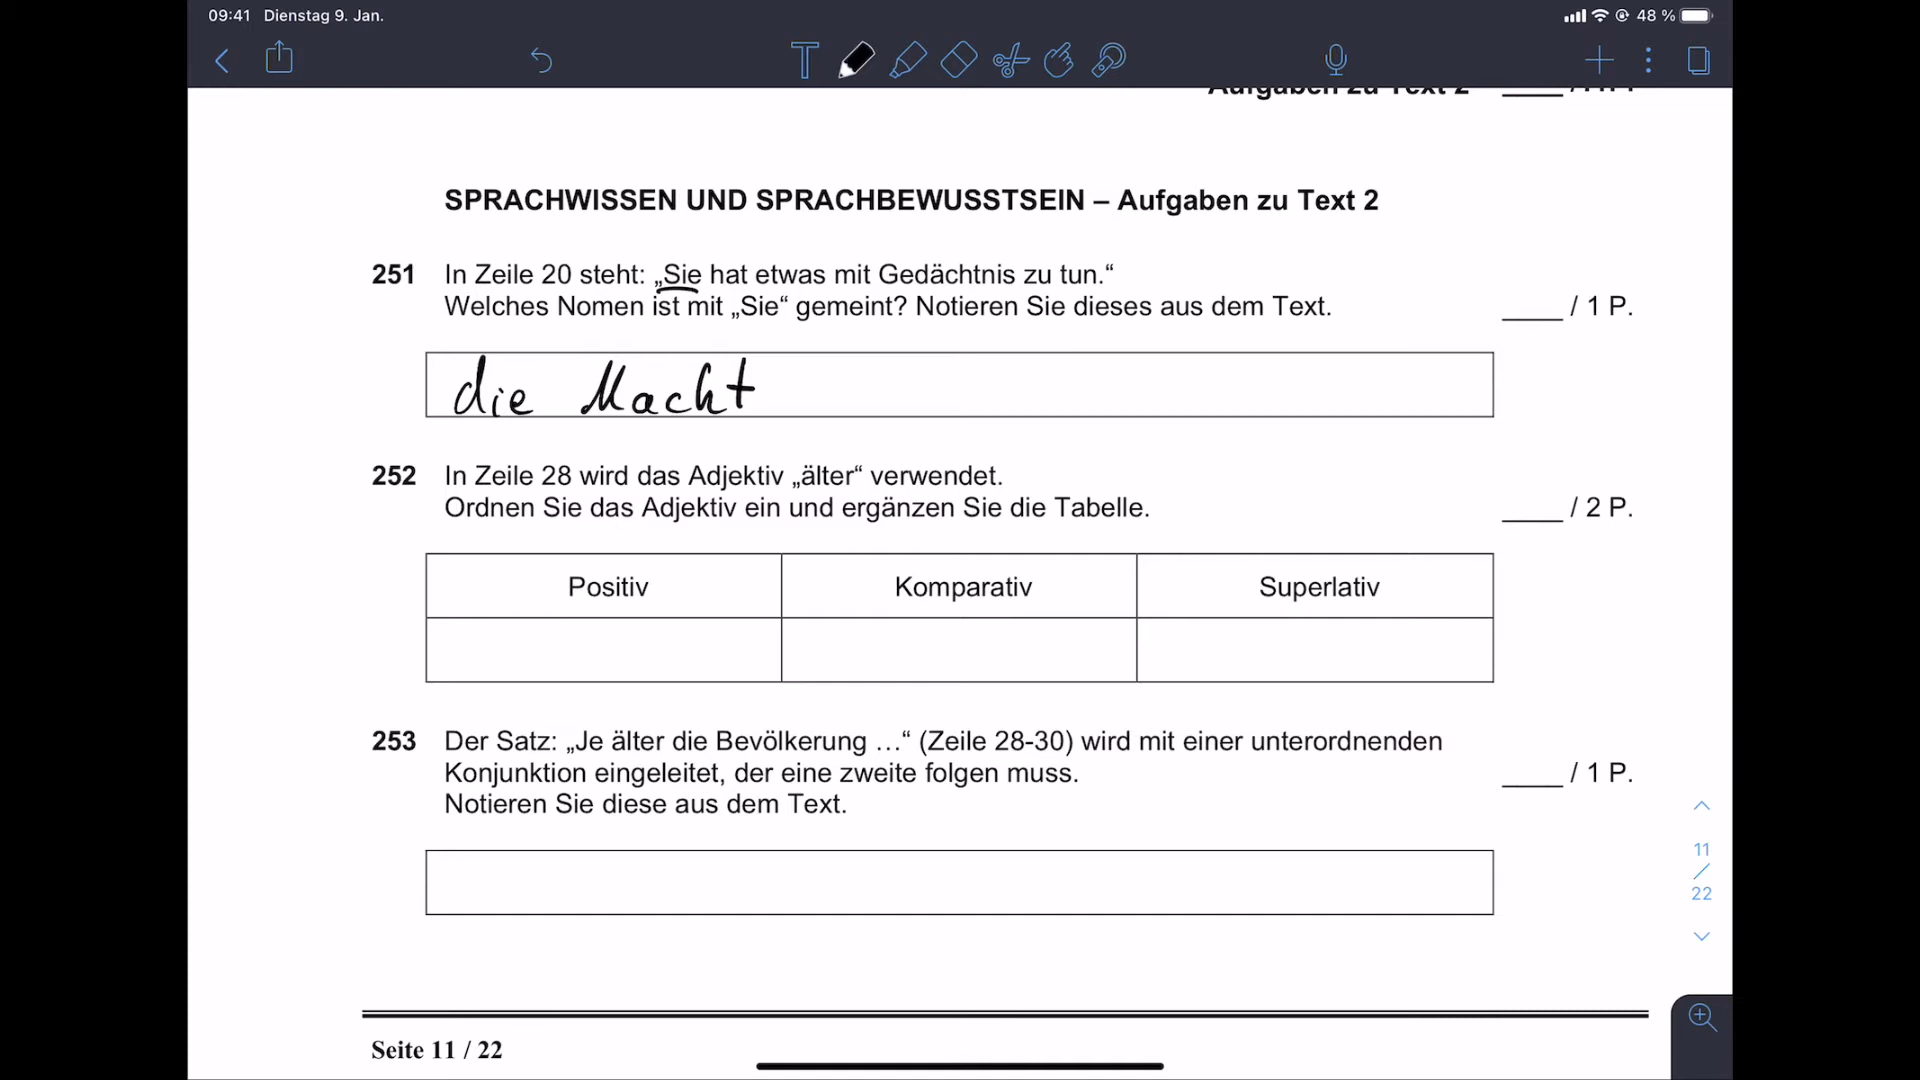 09:41 Dienstag 9. Jan.
48 %
Aufgaben zu Text 2
SPRACHWISSEN UND SPRACHBEWUSSTSEIN – Aufgaben zu Text 2
251 In Zeile 20 steht: „Sie hat etwas mit Gedächtnis zu tun.“
Welches Nomen ist mit „Sie“ gemeint? Notieren Sie dieses aus dem Text. ____ / 1 P.
die Macht
252 In Zeile 28 wird das Adjektiv „älter“ verwendet.
Ordnen Sie das Adjektiv ein und ergänzen Sie die Tabelle. ____ / 2 P.
Positiv Komparativ Superlativ
253 Der Satz: „Je älter die Bevölkerung …“ (Zeile 28-30) wird mit einer unterordnenden
Konjunktion eingeleitet, der eine zweite folgen muss. ____ / 1 P.
Notieren Sie diese aus dem Text.
11
/
22
Seite 11 / 22